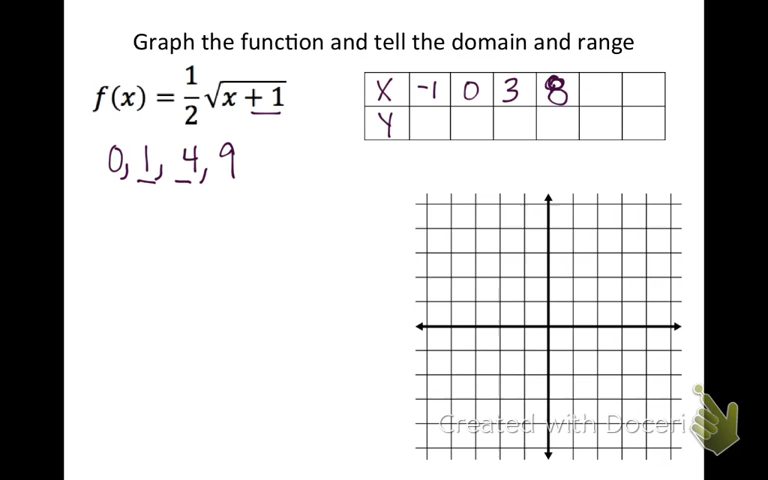 Graph the function and tell the domain and range
f(x) = 1/2 √x + 1
X -1 0 3 8
Y
0, 1, 4, 9
Created with Doceri